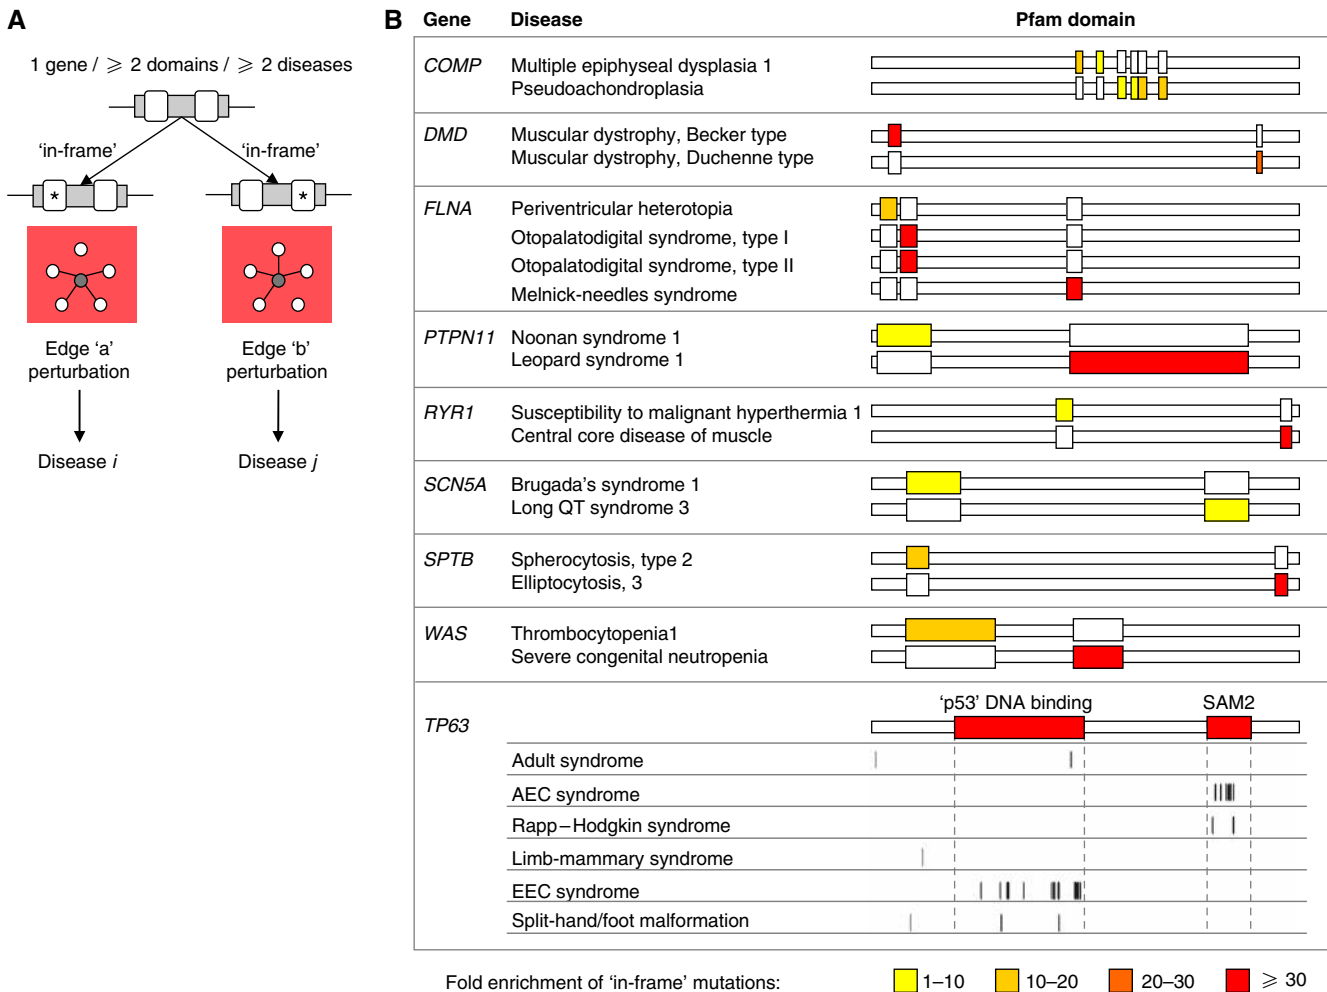 A
1 gene / ⩾ 2 domains / ⩾ 2 diseases
'in-frame' 'in-frame'
* *
Edge 'a' perturbation
Edge 'b' perturbation
Disease i
Disease j
B
Gene Disease Pfam domain
COMP Multiple epiphyseal dysplasia 1
Pseudoachondroplasia
DMD Muscular dystrophy, Becker type
Muscular dystrophy, Duchenne type
FLNA Periventricular heterotopia
Otopalatodigital syndrome, type I
Otopalatodigital syndrome, type II
Melnick-needles syndrome
PTPN11 Noonan syndrome 1
Leopard syndrome 1
RYR1 Susceptibility to malignant hyperthermia 1
Central core disease of muscle
SCN5A Brugada's syndrome 1
Long QT syndrome 3
SPTB Spherocytosis, type 2
Elliptocytosis, 3
WAS Thrombocytopenia1
Severe congenital neutropenia
'p53' DNA binding SAM2
TP63
Adult syndrome
AEC syndrome
Rapp–Hodgkin syndrome
Limb-mammary syndrome
EEC syndrome
Split-hand/foot malformation
Fold enrichment of 'in-frame' mutations: 1–10 10–20 20–30 ⩾ 30